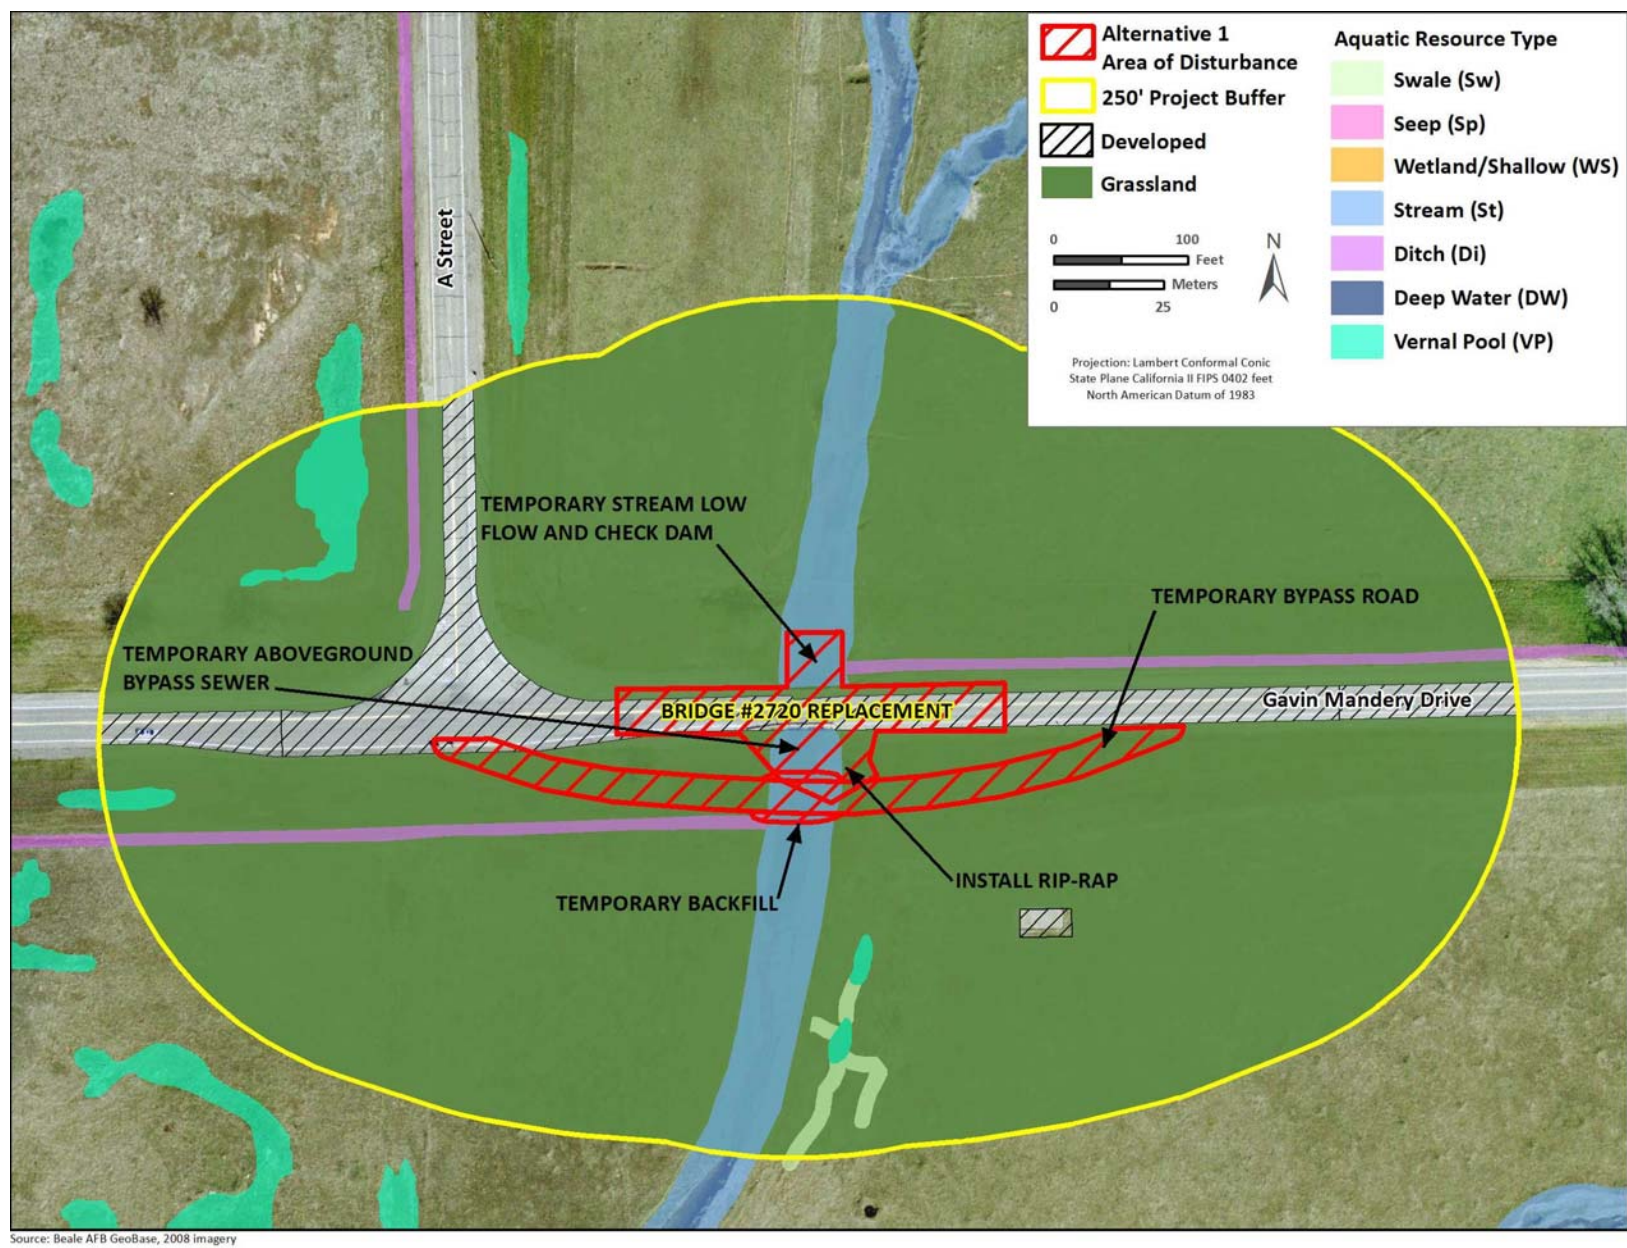 Alternative 1
Area of Disturbance
250' Project Buffer
Developed
Grassland
0 100
Feet
Meters
0 25
N
Projection: Lambert Conformal Conic
State Plane California II FIPS 0402 feet
North American Datum of 1983
Aquatic Resource Type
Swale (Sw)
Seep (Sp)
Wetland/Shallow (WS)
Stream (St)
Ditch (Di)
Deep Water (DW)
Vernal Pool (VP)
A Street
TEMPORARY STREAM LOW
FLOW AND CHECK DAM
TEMPORARY BYPASS ROAD
TEMPORARY ABOVEGROUND
BYPASS SEWER
BRIDGE #2720 REPLACEMENT
Gavin Mandery Drive
INSTALL RIP-RAP
TEMPORARY BACKFILL
Source: Beale AFB GeoBase, 2008 imagery